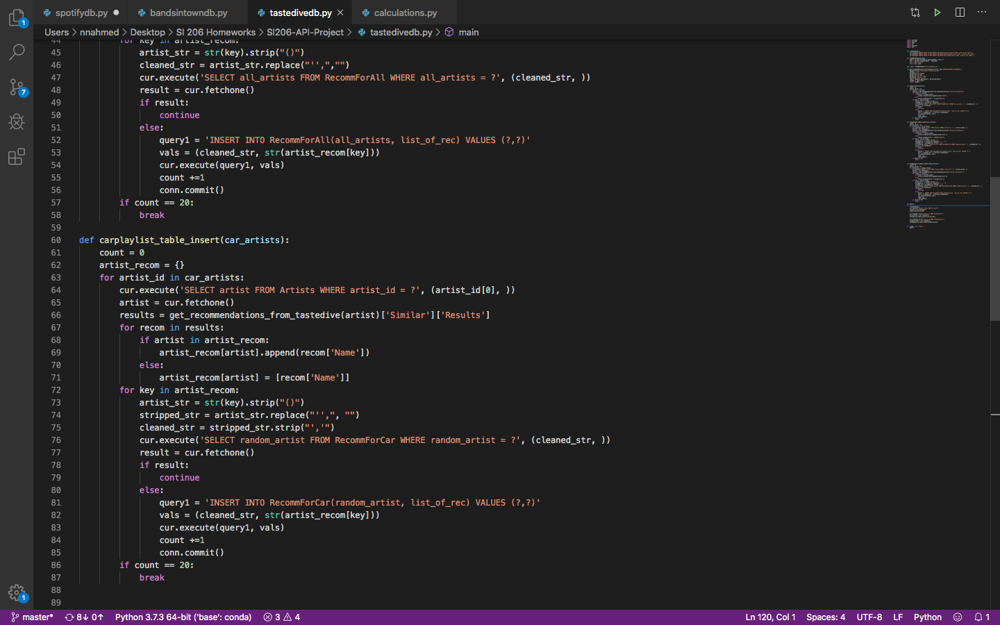 spotifydb.py
bandsintowndb.py
tastedivedb.py
calculations.py
Users > nnahmed > Desktop > SI 206 Homeworks > SI206-API-Project > tastedivedb.py > main
44 for key in artist_recom:
45 artist_str = str(key).strip("()")
46 cleaned_str = artist_str.replace("'',","")
47 cur.execute('SELECT all_artists FROM RecommForAll WHERE all_artists = ?', (cleaned_str, ))
48 result = cur.fetchone()
49 if result:
50 continue
51 else:
52 query1 = 'INSERT INTO RecommForAll(all_artists, list_of_rec) VALUES (?,?)'
53 vals = (cleaned_str, str(artist_recom[key]))
54 cur.execute(query1, vals)
55 count +=1
56 conn.commit()
57 if count == 20:
58 break
59
60 def carplaylist_table_insert(car_artists):
61 count = 0
62 artist_recom = {}
63 for artist_id in car_artists:
64 cur.execute('SELECT artist FROM Artists WHERE artist_id = ?', (artist_id[0], ))
65 artist = cur.fetchone()
66 results = get_recommendations_from_tastedive(artist)['Similar']['Results']
67 for recom in results:
68 if artist in artist_recom:
69 artist_recom[artist].append(recom['Name'])
70 else:
71 artist_recom[artist] = [recom['Name']]
72 for key in artist_recom:
73 artist_str = str(key).strip("()")
74 stripped_str = artist_str.replace("'',", "")
75 cleaned_str = stripped_str.strip("','")
76 cur.execute('SELECT random_artist FROM RecommForCar WHERE random_artist = ?', (cleaned_str, ))
77 result = cur.fetchone()
78 if result:
79 continue
80 else:
81 query1 = 'INSERT INTO RecommForCar(random_artist, list_of_rec) VALUES (?,?)'
82 vals = (cleaned_str, str(artist_recom[key]))
83 cur.execute(query1, vals)
84 count +=1
85 conn.commit()
86 if count == 20:
87 break
88
89
1
7
1
master* 8↓ 0↑ Python 3.7.3 64-bit ('base': conda) 3 4 Ln 120, Col 1 Spaces: 4 UTF-8 LF Python 1